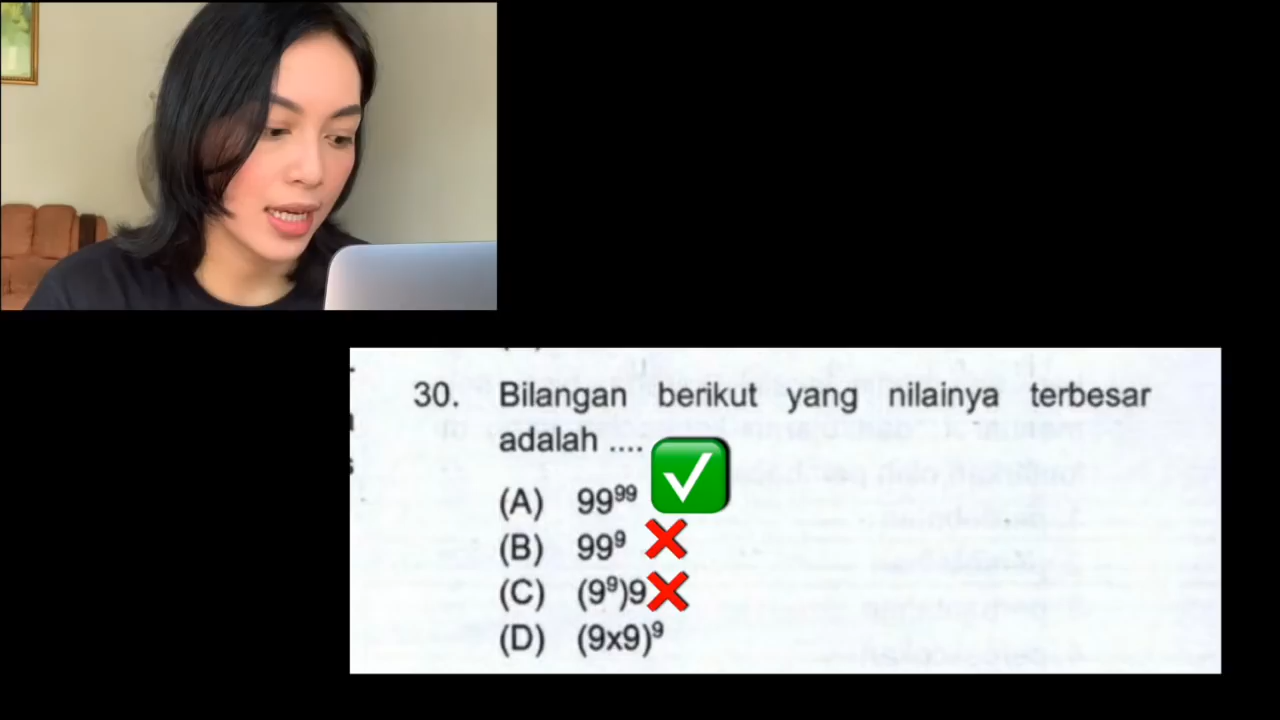 30. Bilangan berikut yang nilainya terbesar
adalah ....
(A) 99⁹⁹
(B) 99⁹
(C) (9⁹)9
(D) (9x9)⁹